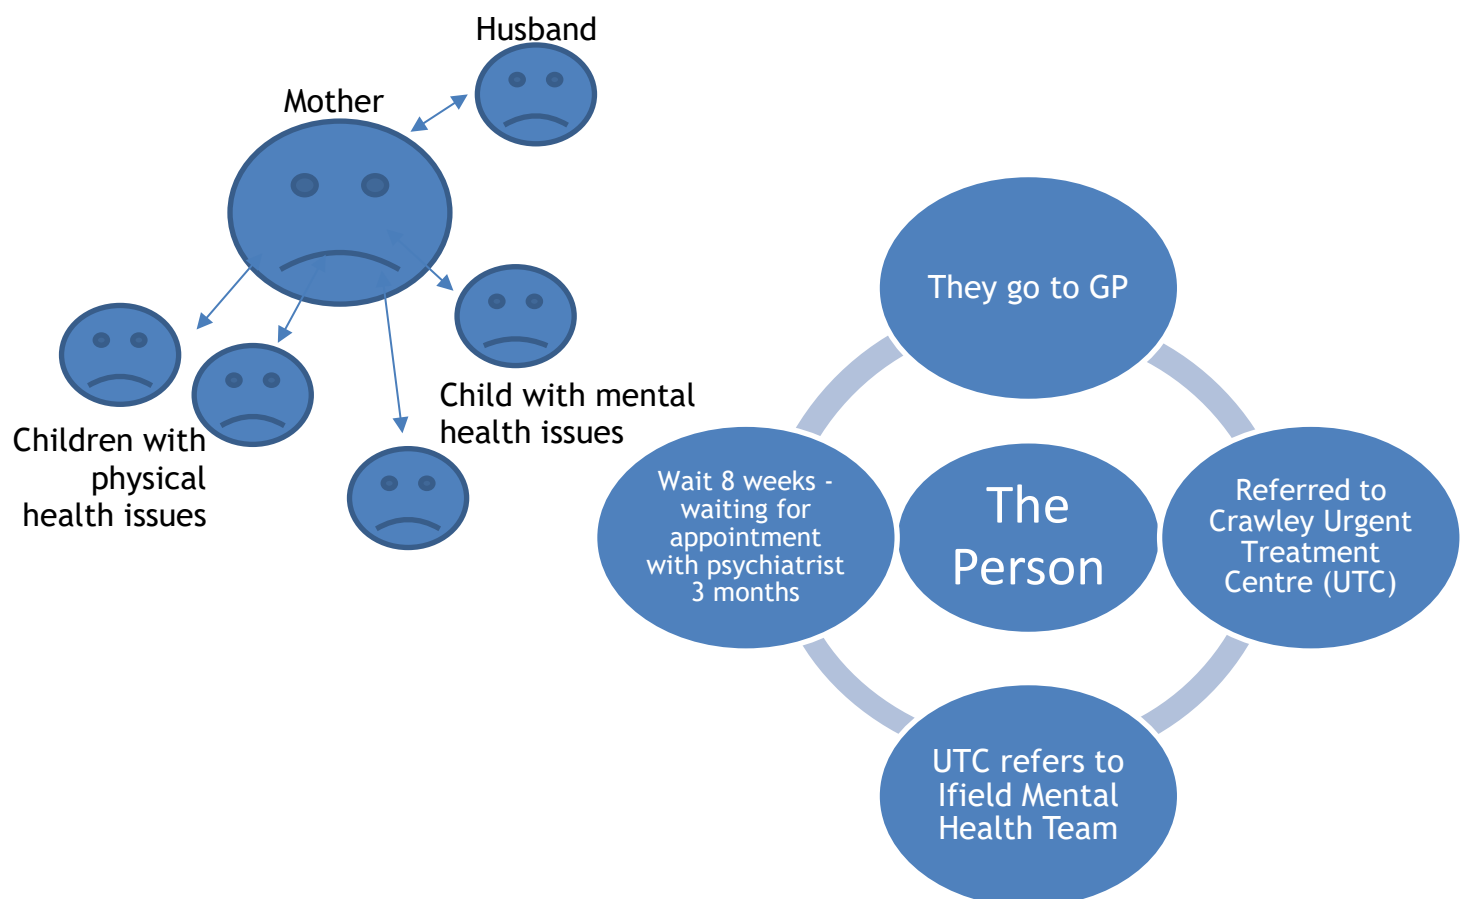 Husband
Mother
Child with mental
health issues
Children with
physical
health issues
They go to GP
The
Person
Referred to
Crawley Urgent
Treatment
Centre (UTC)
UTC refers to
Ifield Mental
Health Team
Wait 8 weeks -
waiting for
appointment
with psychiatrist
3 months